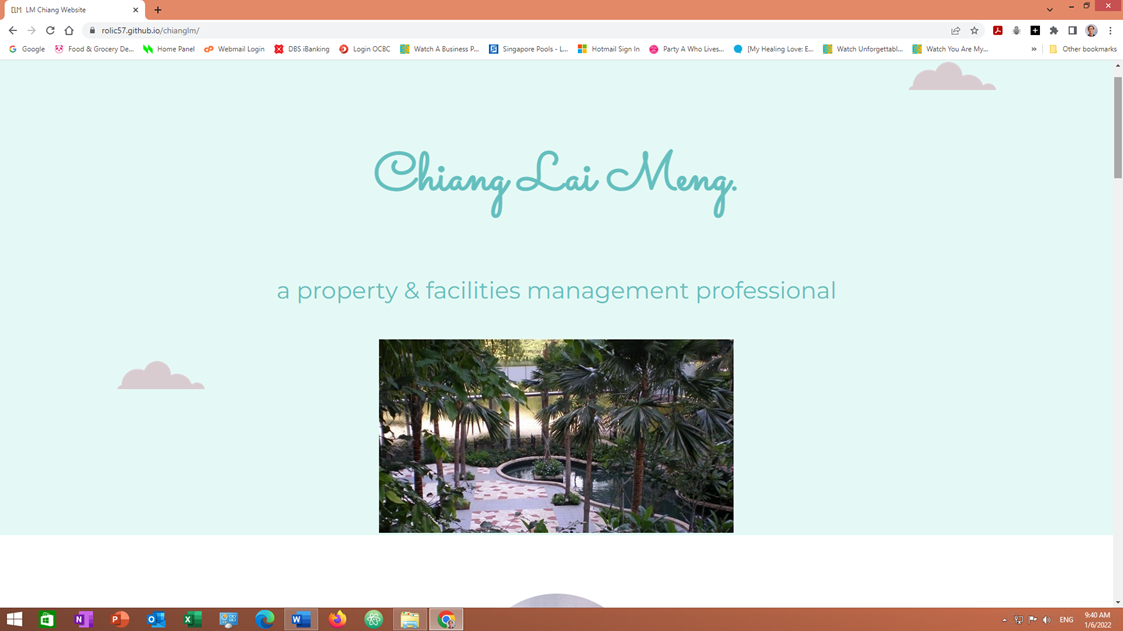 LM Chiang Website
rolic57.github.io/chianglm/
Google
Food & Grocery De...
Home Panel
Webmail Login
DBS iBanking
Login OCBC
Watch A Business P...
Singapore Pools - L...
Hotmail Sign In
Party A Who Lives...
[My Healing Love: E...
Watch Unforgettabl...
Watch You Are My...
Other bookmarks
Chiang Lai Meng.
a property & facilities management professional
ENG
9:40 AM
1/6/2022